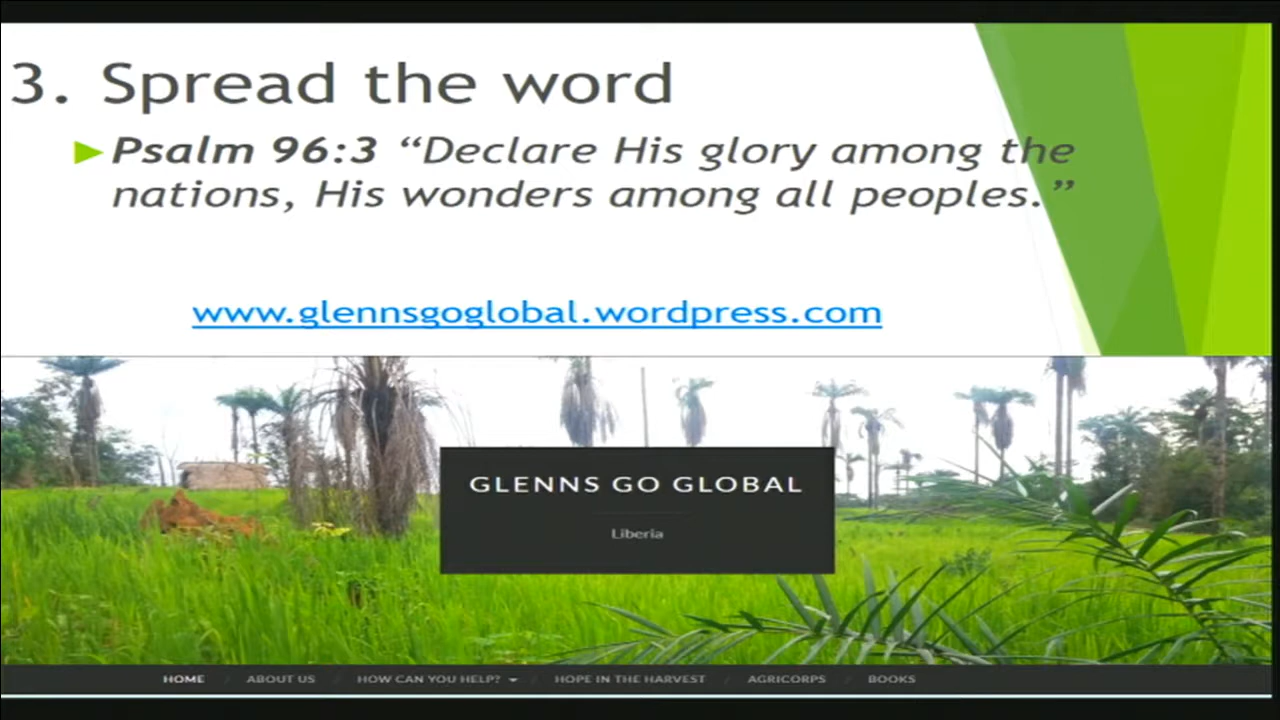 3. Spread the word
Psalm 96:3 “Declare His glory among the
nations, His wonders among all peoples.”
www.glennsgoglobal.wordpress.com
GLENNS GO GLOBAL
Liberia
HOME / ABOUT US / HOW CAN YOU HELP? / HOPE IN THE HARVEST / AGRICORPS / BOOKS